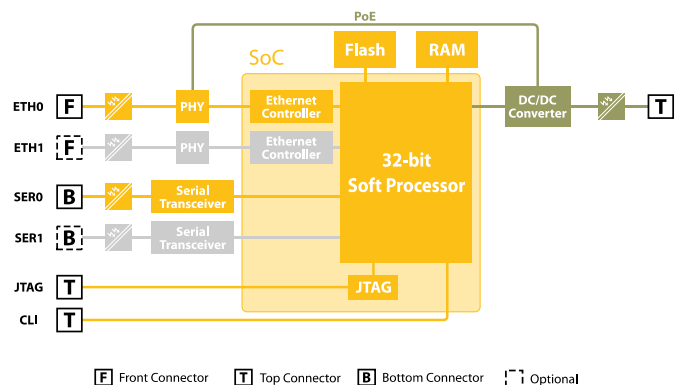 PoE
SoC
Flash
RAM
ETH0
F
PHY
Ethernet
Controller
DC/DC
Converter
T
ETH1
F
PHY
Ethernet
Controller
32-bit
Soft Processor
SER0
B
Serial
Transceiver
SER1
B
Serial
Transceiver
JTAG
T
JTAG
CLI
T
F Front Connector
T Top Connector
B Bottom Connector
Optional